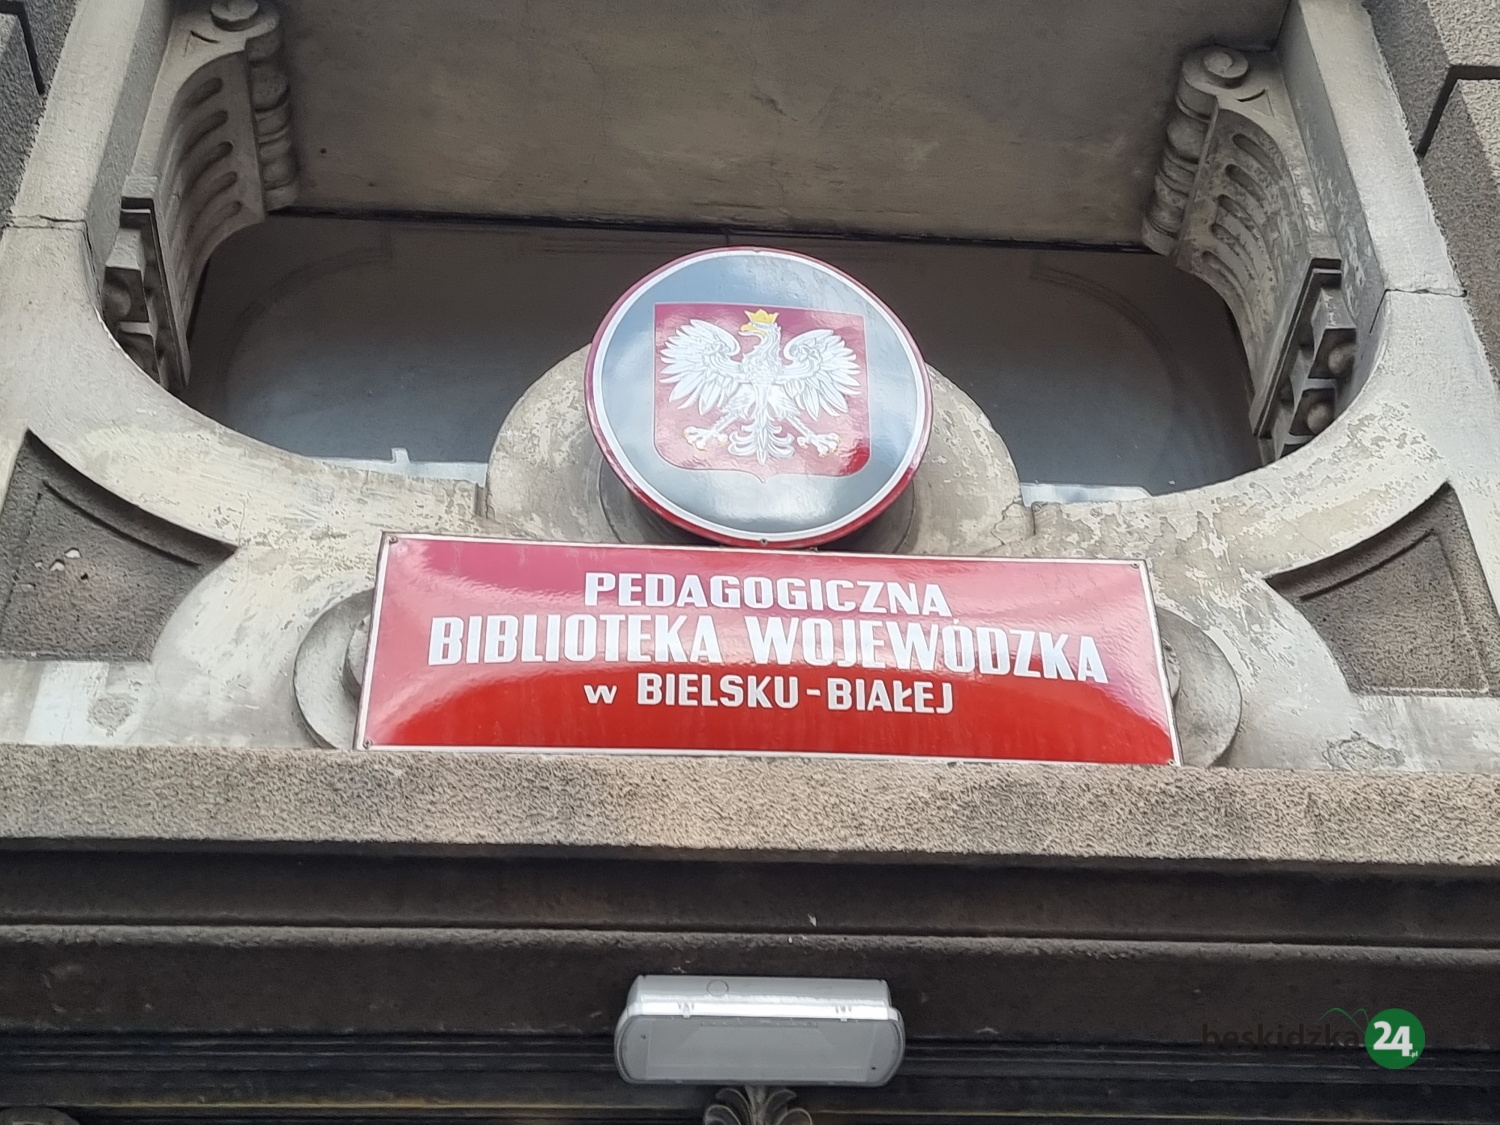 PEDAGOGICZNA
BIBLIOTEKA WOJEWÓDZKA
w BIELSKU-BIAŁEJ
beskidzka24.pl